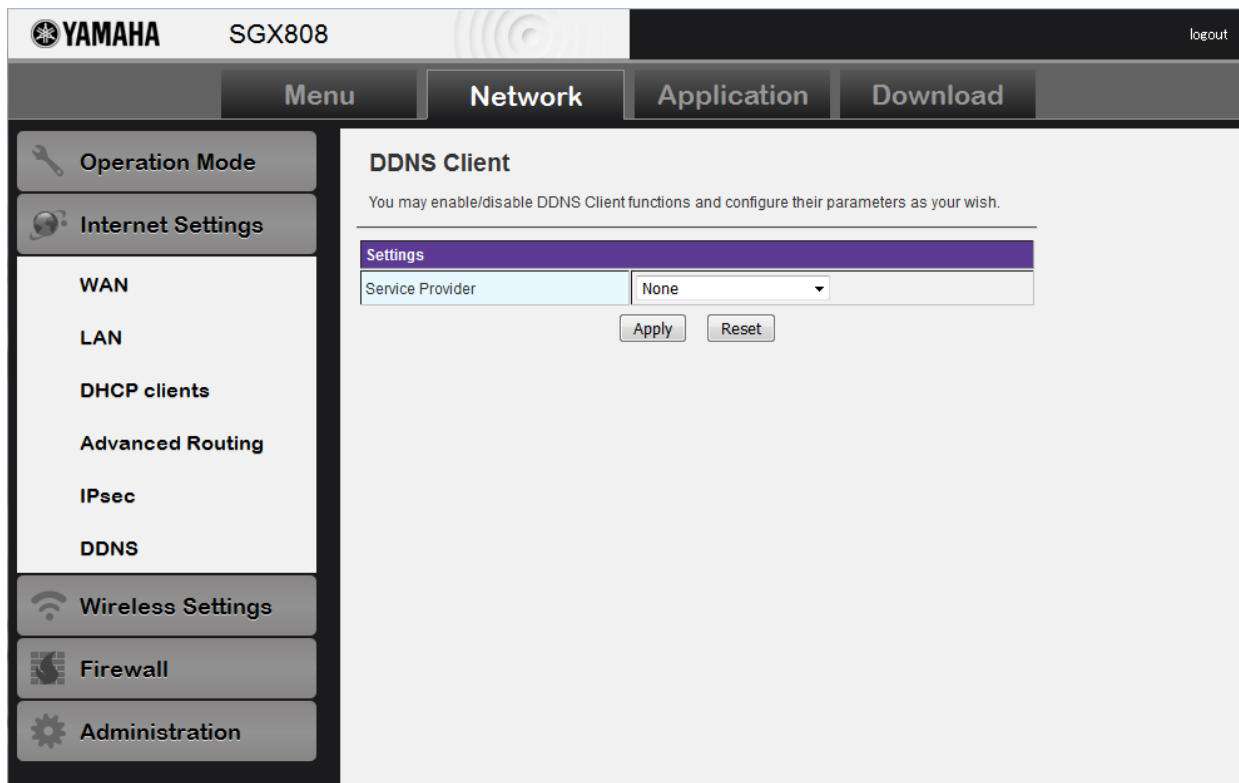 YAMAHA SGX808
logout
Menu Network Application Download
Operation Mode
Internet Settings
WAN
LAN
DHCP clients
Advanced Routing
IPsec
DDNS
Wireless Settings
Firewall
Administration
DDNS Client
You may enable/disable DDNS Client functions and configure their parameters as your wish.
Settings
Service Provider None
Apply Reset